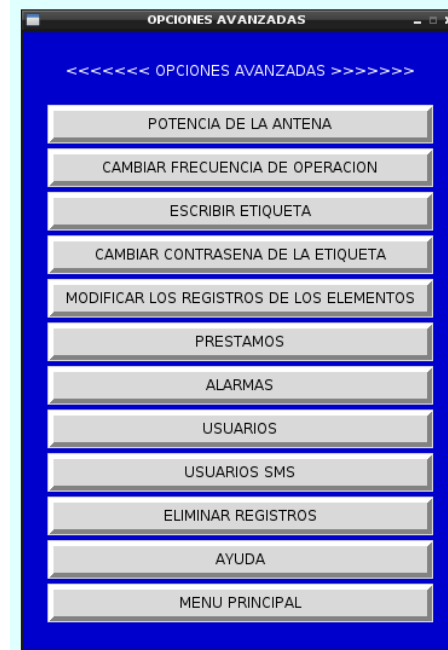 OPCIONES AVANZADAS
<<<<<<< OPCIONES AVANZADAS >>>>>>>
POTENCIA DE LA ANTENA
CAMBIAR FRECUENCIA DE OPERACION
ESCRIBIR ETIQUETA
CAMBIAR CONTRASENA DE LA ETIQUETA
MODIFICAR LOS REGISTROS DE LOS ELEMENTOS
PRESTAMOS
ALARMAS
USUARIOS
USUARIOS SMS
ELIMINAR REGISTROS
AYUDA
MENU PRINCIPAL